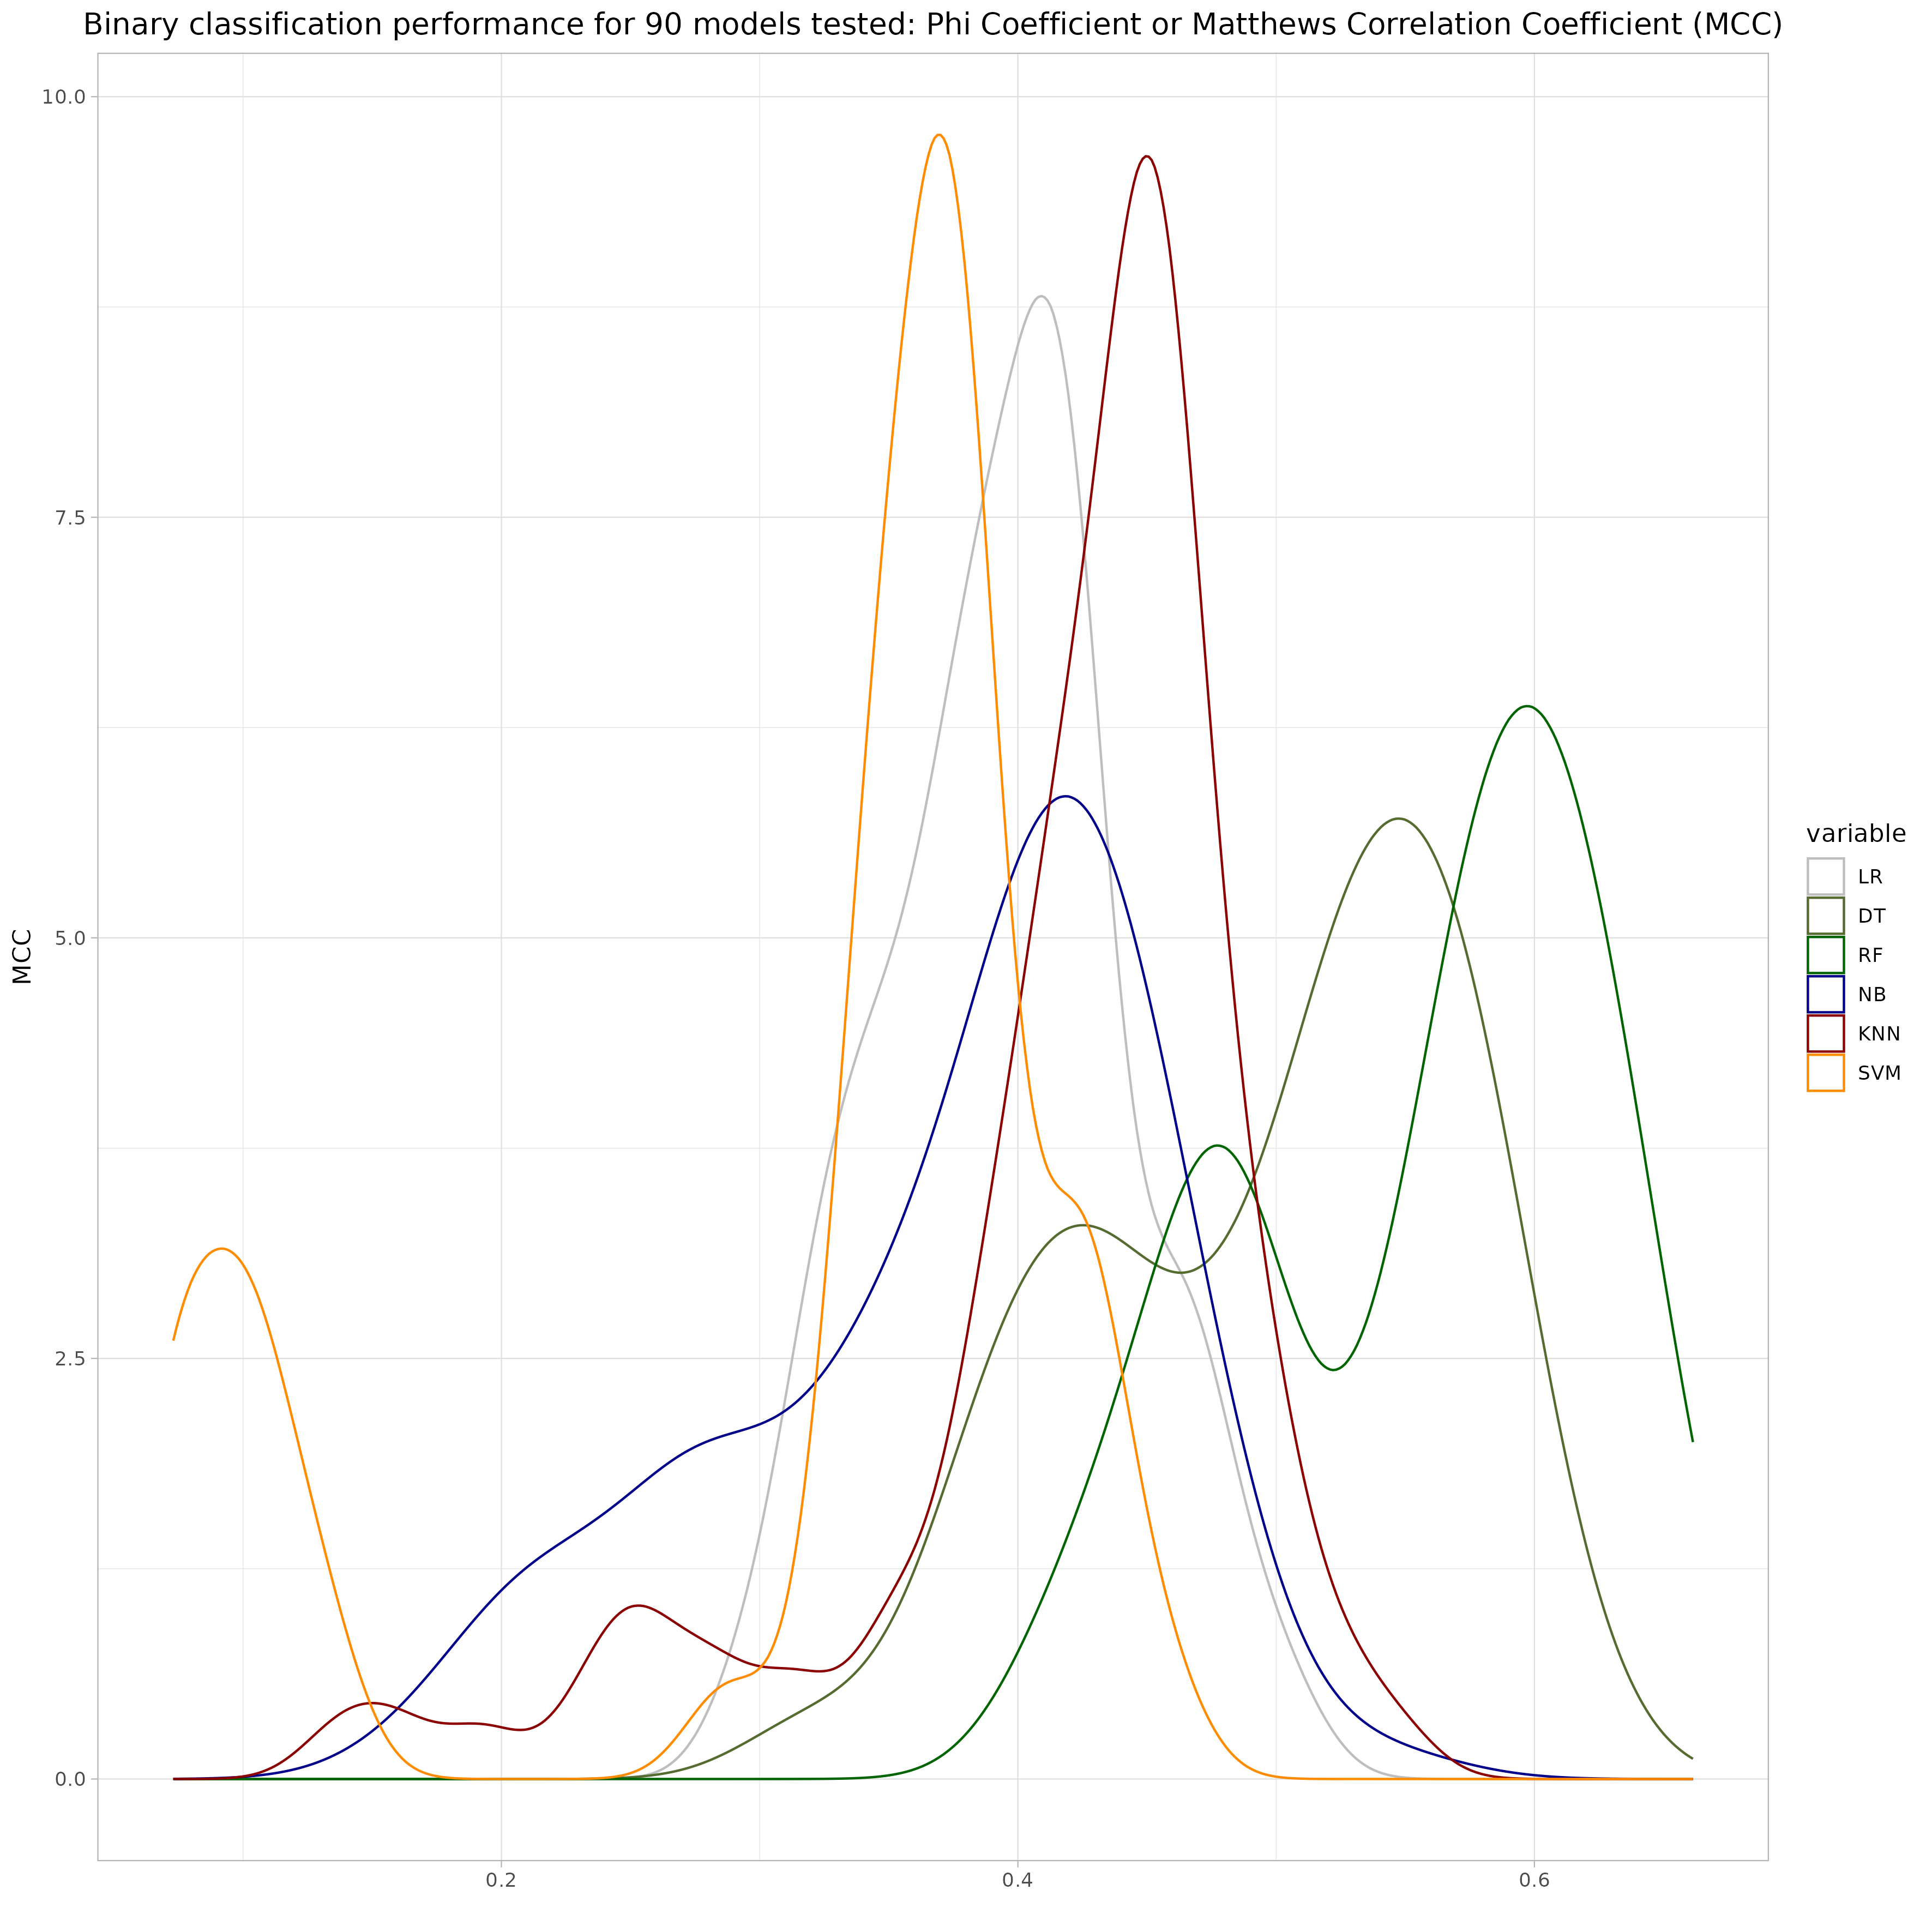 Binary classification performance for 90 models tested: Phi Coefficient or Matthews Correlation Coefficient (MCC)
10.0
7.5
5.0
2.5
0.0
MCC
0.2
0.4
0.6
variable
LR
DT
RF
NB
KNN
SVM